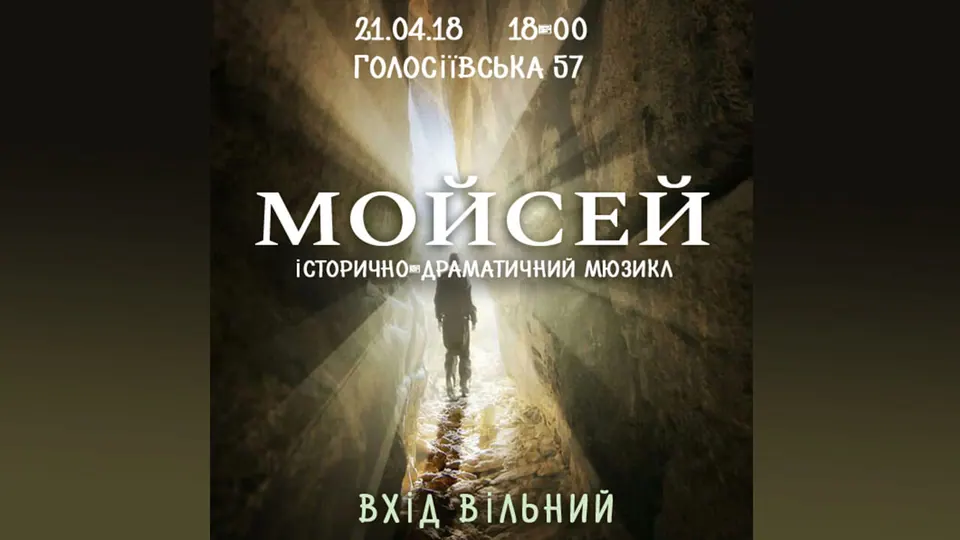 21.04.18 18-00
ГОЛОСІЇВСЬКА 57
МОЙСЕЙ
ІСТОРИЧНО-ДРАМАТИЧНИЙ МЮЗИКЛ
ВХІД ВІЛЬНИЙ